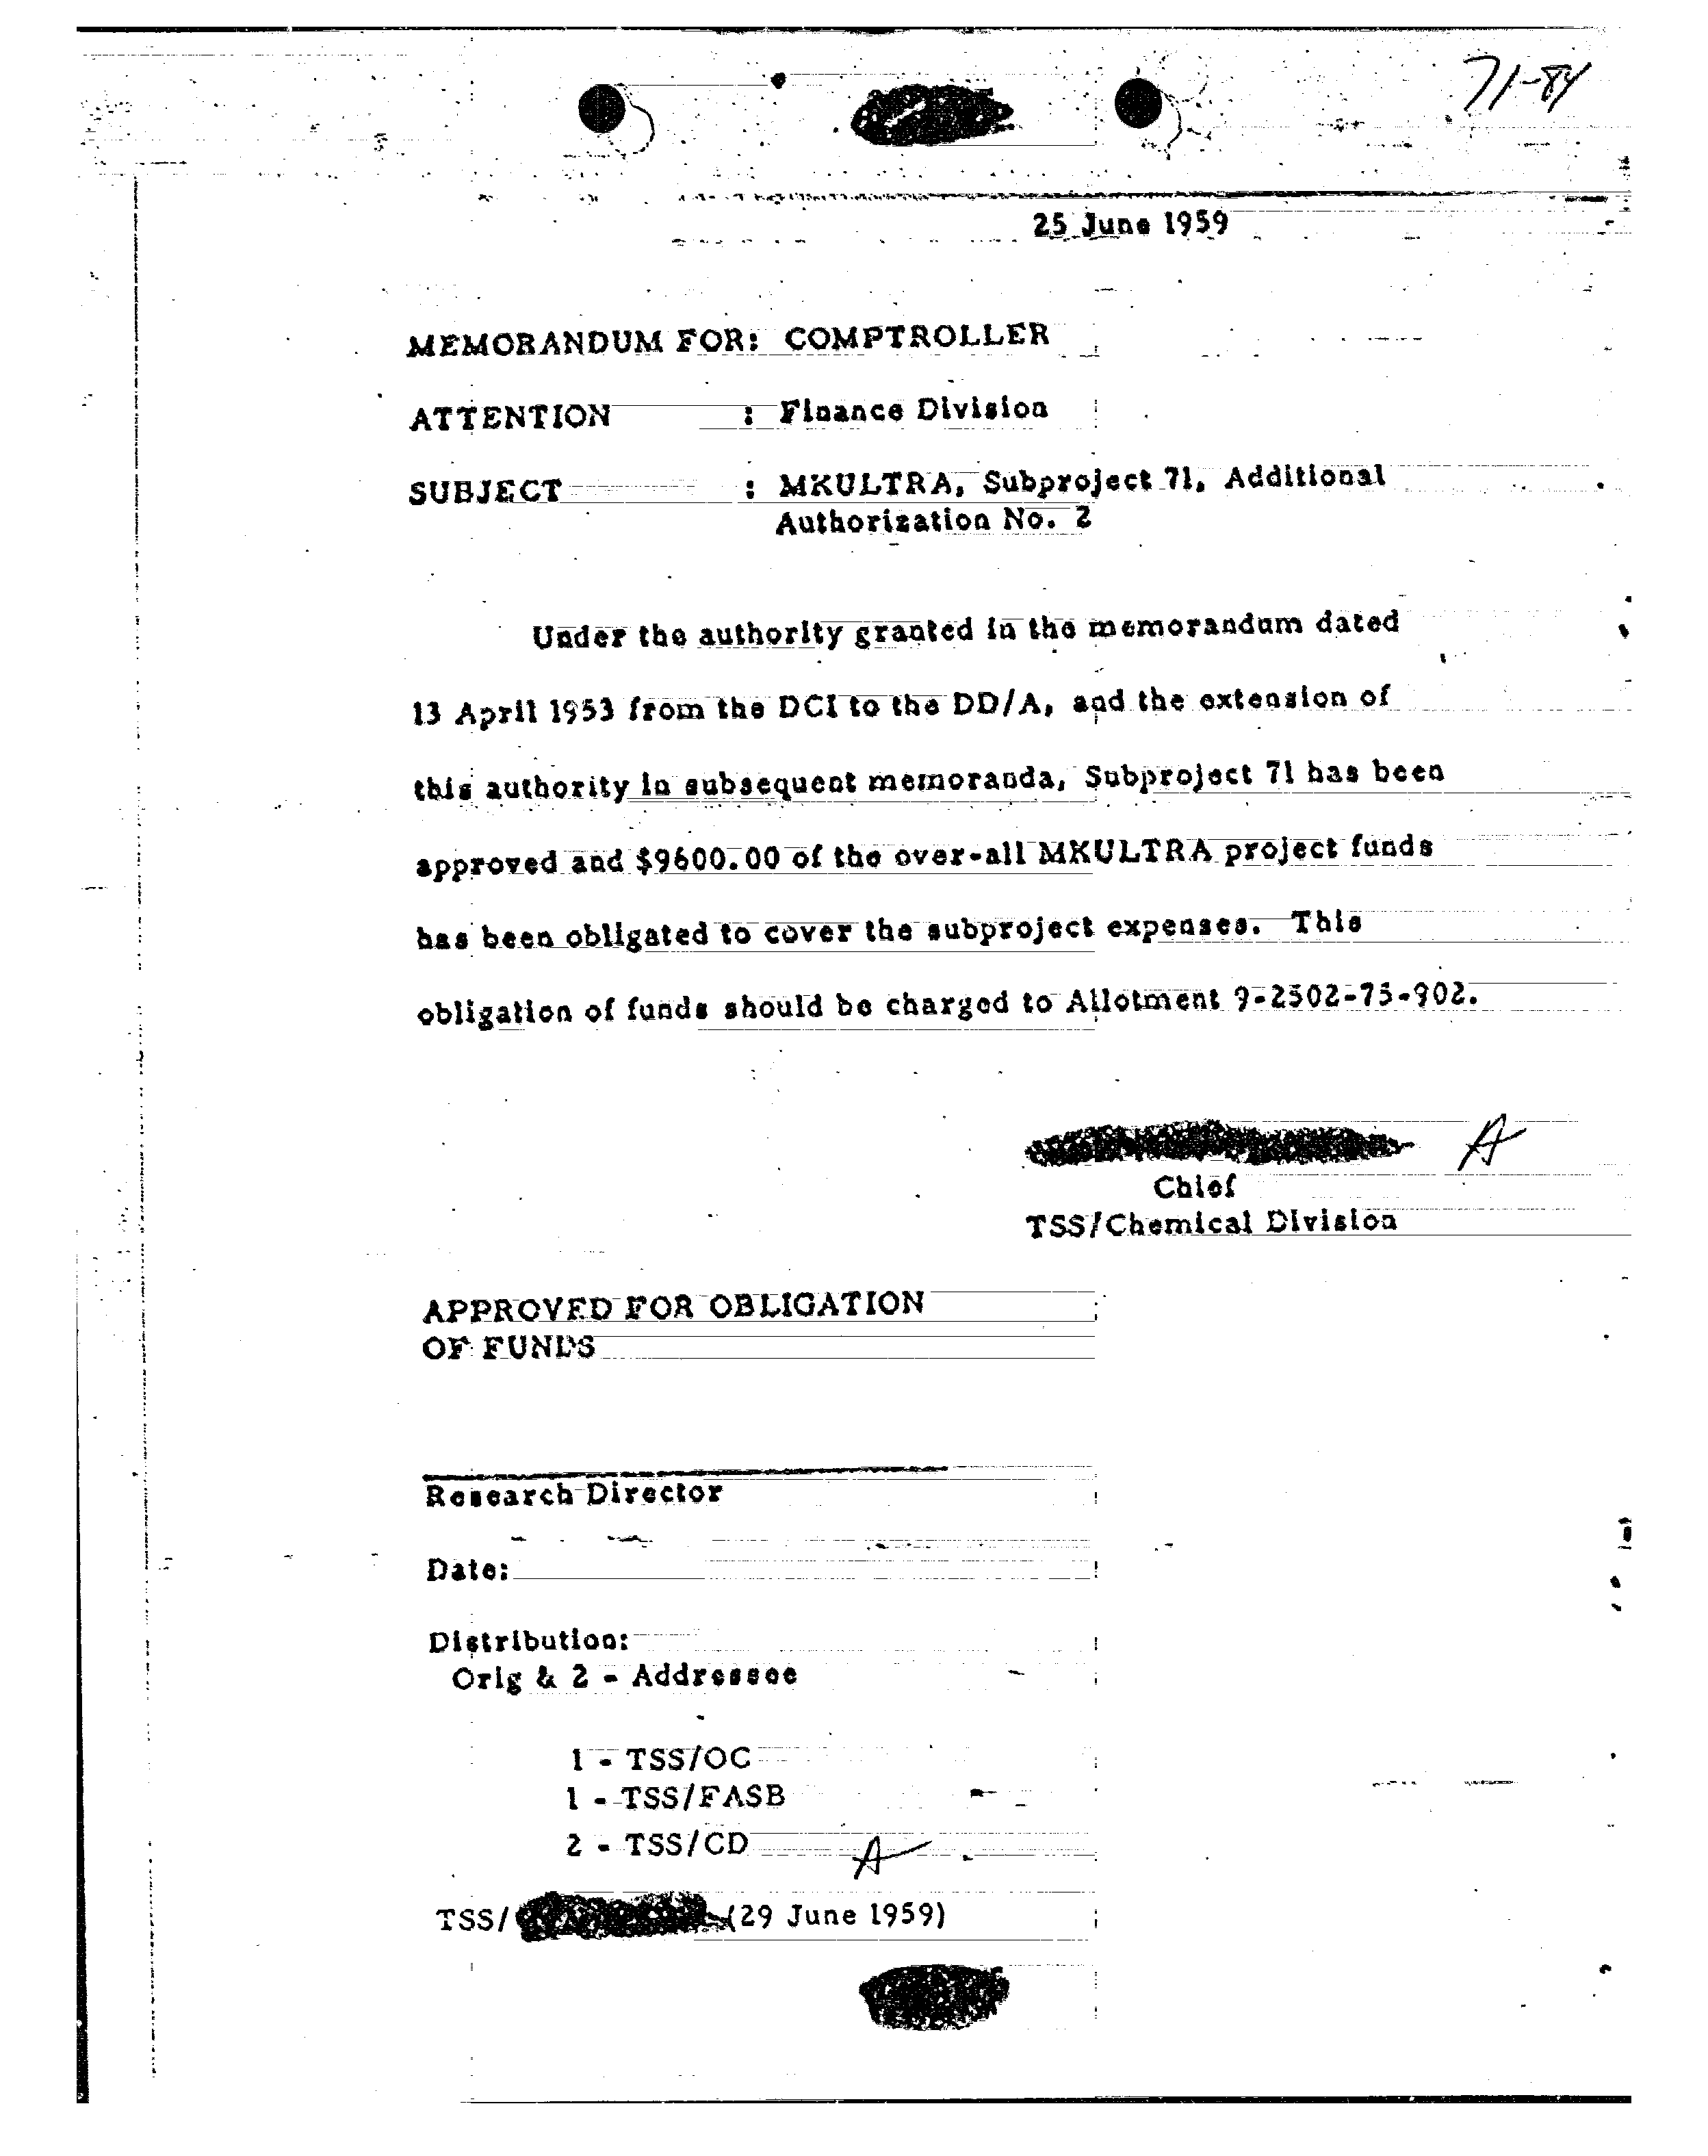 71-84
25 June 1959
MEMORANDUM FOR: COMPTROLLER
ATTENTION : Finance Division
SUBJECT : MKULTRA, Subproject 71, Additional
Authorization No. 2
Under the authority granted in the memorandum dated
13 April 1953 from the DCI to the DD/A, and the extension of
this authority in subsequent memoranda, Subproject 71 has been
approved and $9600.00 of the over-all MKULTRA project funds
has been obligated to cover the subproject expenses. This
obligation of funds should be charged to Allotment 9-2502-75-902.
A
Chief
TSS/Chemical Division
APPROVED FOR OBLIGATION
OF FUNDS
Research Director
Date:
Distribution:
Orig & 2 - Addressee
1 - TSS/OC
1 - TSS/FASB
2 - TSS/CD
A
TSS/ (29 June 1959)